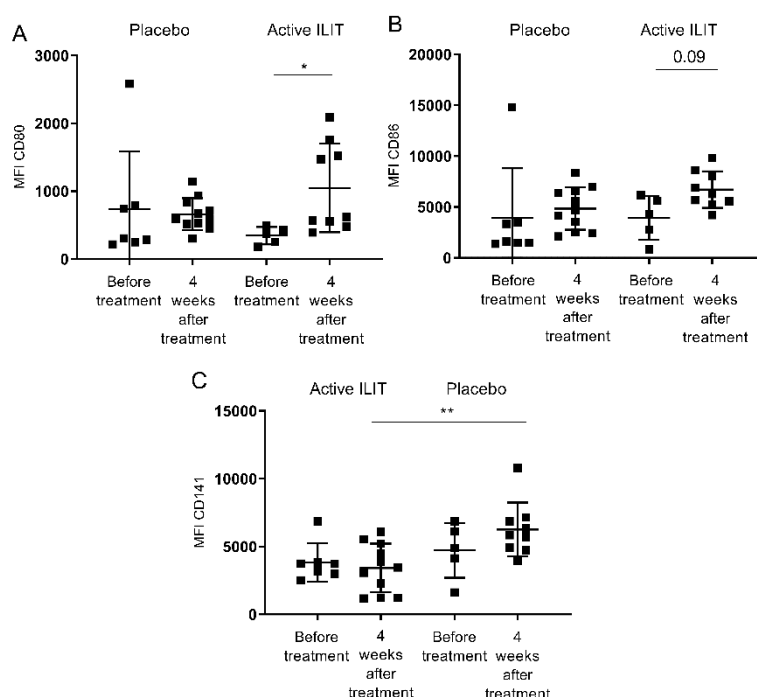 A
Placebo
Active ILIT
MFI CD80
3000
2000
1000
0
*
Before
treatment
4
weeks
after
treatment
Before
treatment
4
weeks
after
treatment
B
Placebo
Active ILIT
MFI CD86
20000
15000
10000
5000
0
0.09
Before
treatment
4
weeks
after
treatment
Before
treatment
4
weeks
after
treatment
C
Active ILIT
Placebo
MFI CD141
15000
10000
5000
0
**
Before
treatment
4
weeks
after
treatment
Before
treatment
4
weeks
after
treatment